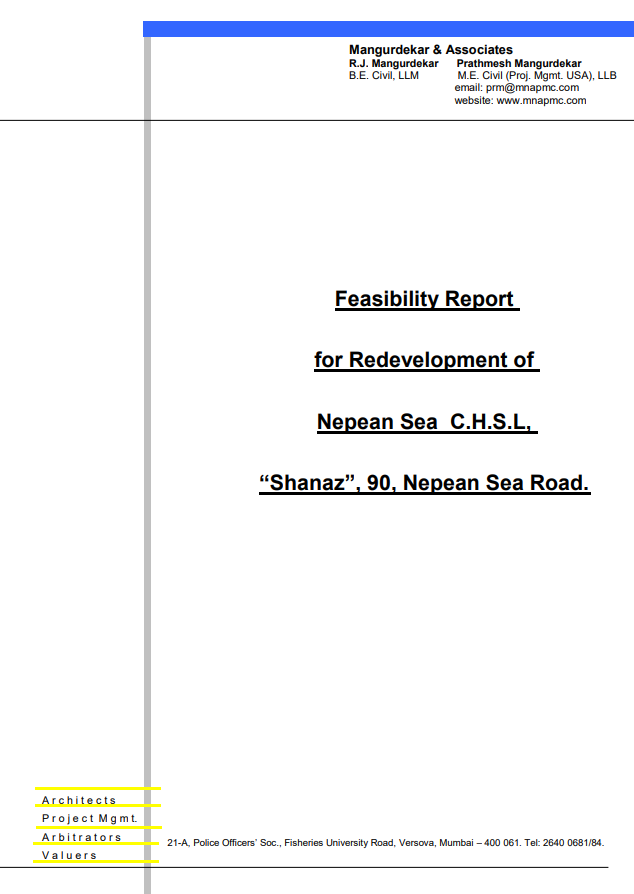 Mangurdekar & Associates
R.J. Mangurdekar Prathmesh Mangurdekar
B.E. Civil, LLM M.E. Civil (Proj. Mgmt. USA), LLB
email: prm@mnapmc.com
website: www.mnapmc.com
Feasibility Report
for Redevelopment of
Nepean Sea C.H.S.L,
“Shanaz”, 90, Nepean Sea Road.
Architects
Project Mgmt.
Arbitrators
Valuers
21-A, Police Officers’ Soc., Fisheries University Road, Versova, Mumbai – 400 061. Tel: 2640 0681/84.